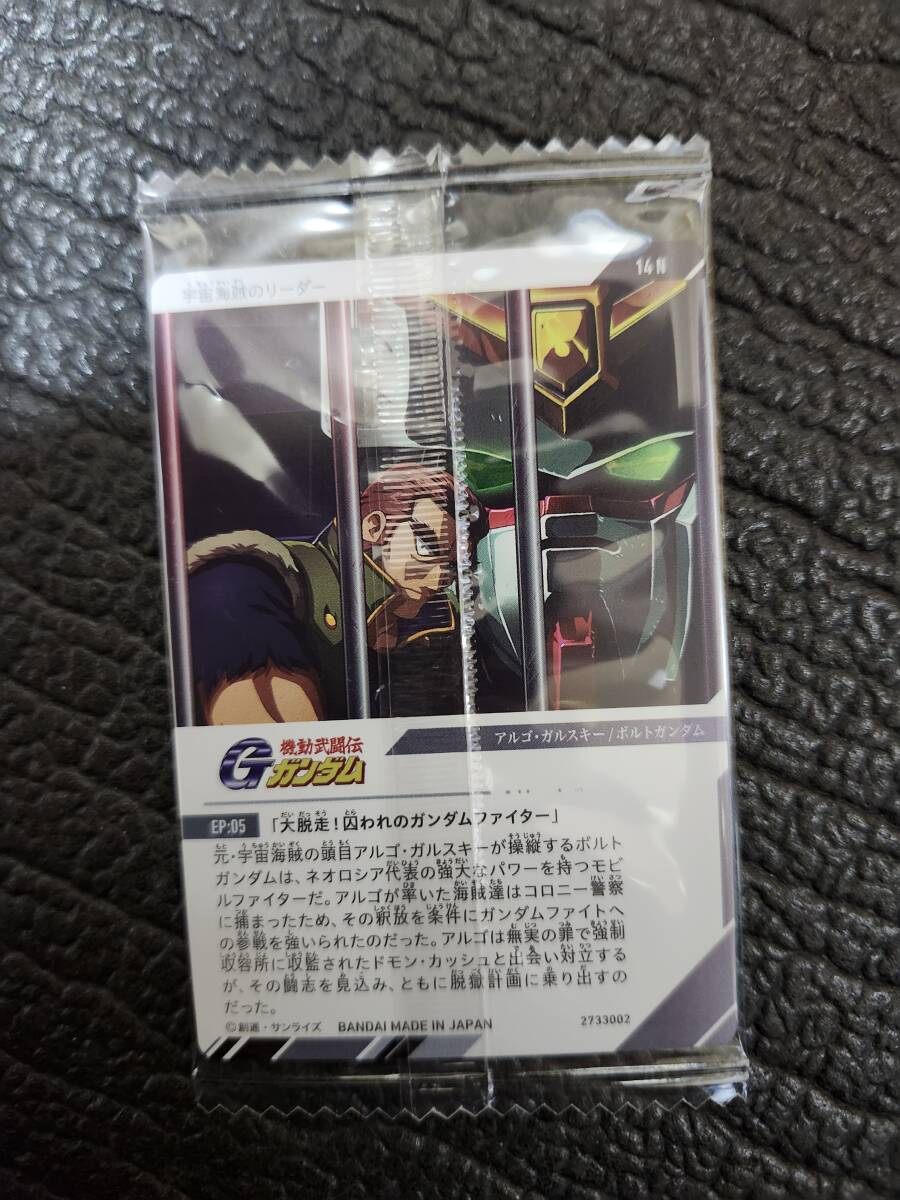 宇宙海賊のリーダー
14 N
アルゴ・ガルスキー/ボルトガンダム
機動武闘伝
Gガンダム
EP:05 「大脱走!囚われのガンダムファイター」
元・宇宙海賊の頭目アルゴ・ガルスキーが操縦するボルト
ガンダムは、ネオロシア代表の強大なパワーを持つモビ
ルファイターだ。アルゴが率いた海賊達はコロニー警察
に捕まったため、その釈放を条件にガンダムファイトへ
の参戦を強いられたのだった。アルゴは無実の罪で強制
収容所に収監されたドモン・カッシュと出会い対立する
が、その闘志を見込み、ともに脱獄計画に乗り出すの
だった。
©創通・サンライズ BANDAI MADE IN JAPAN 2733002